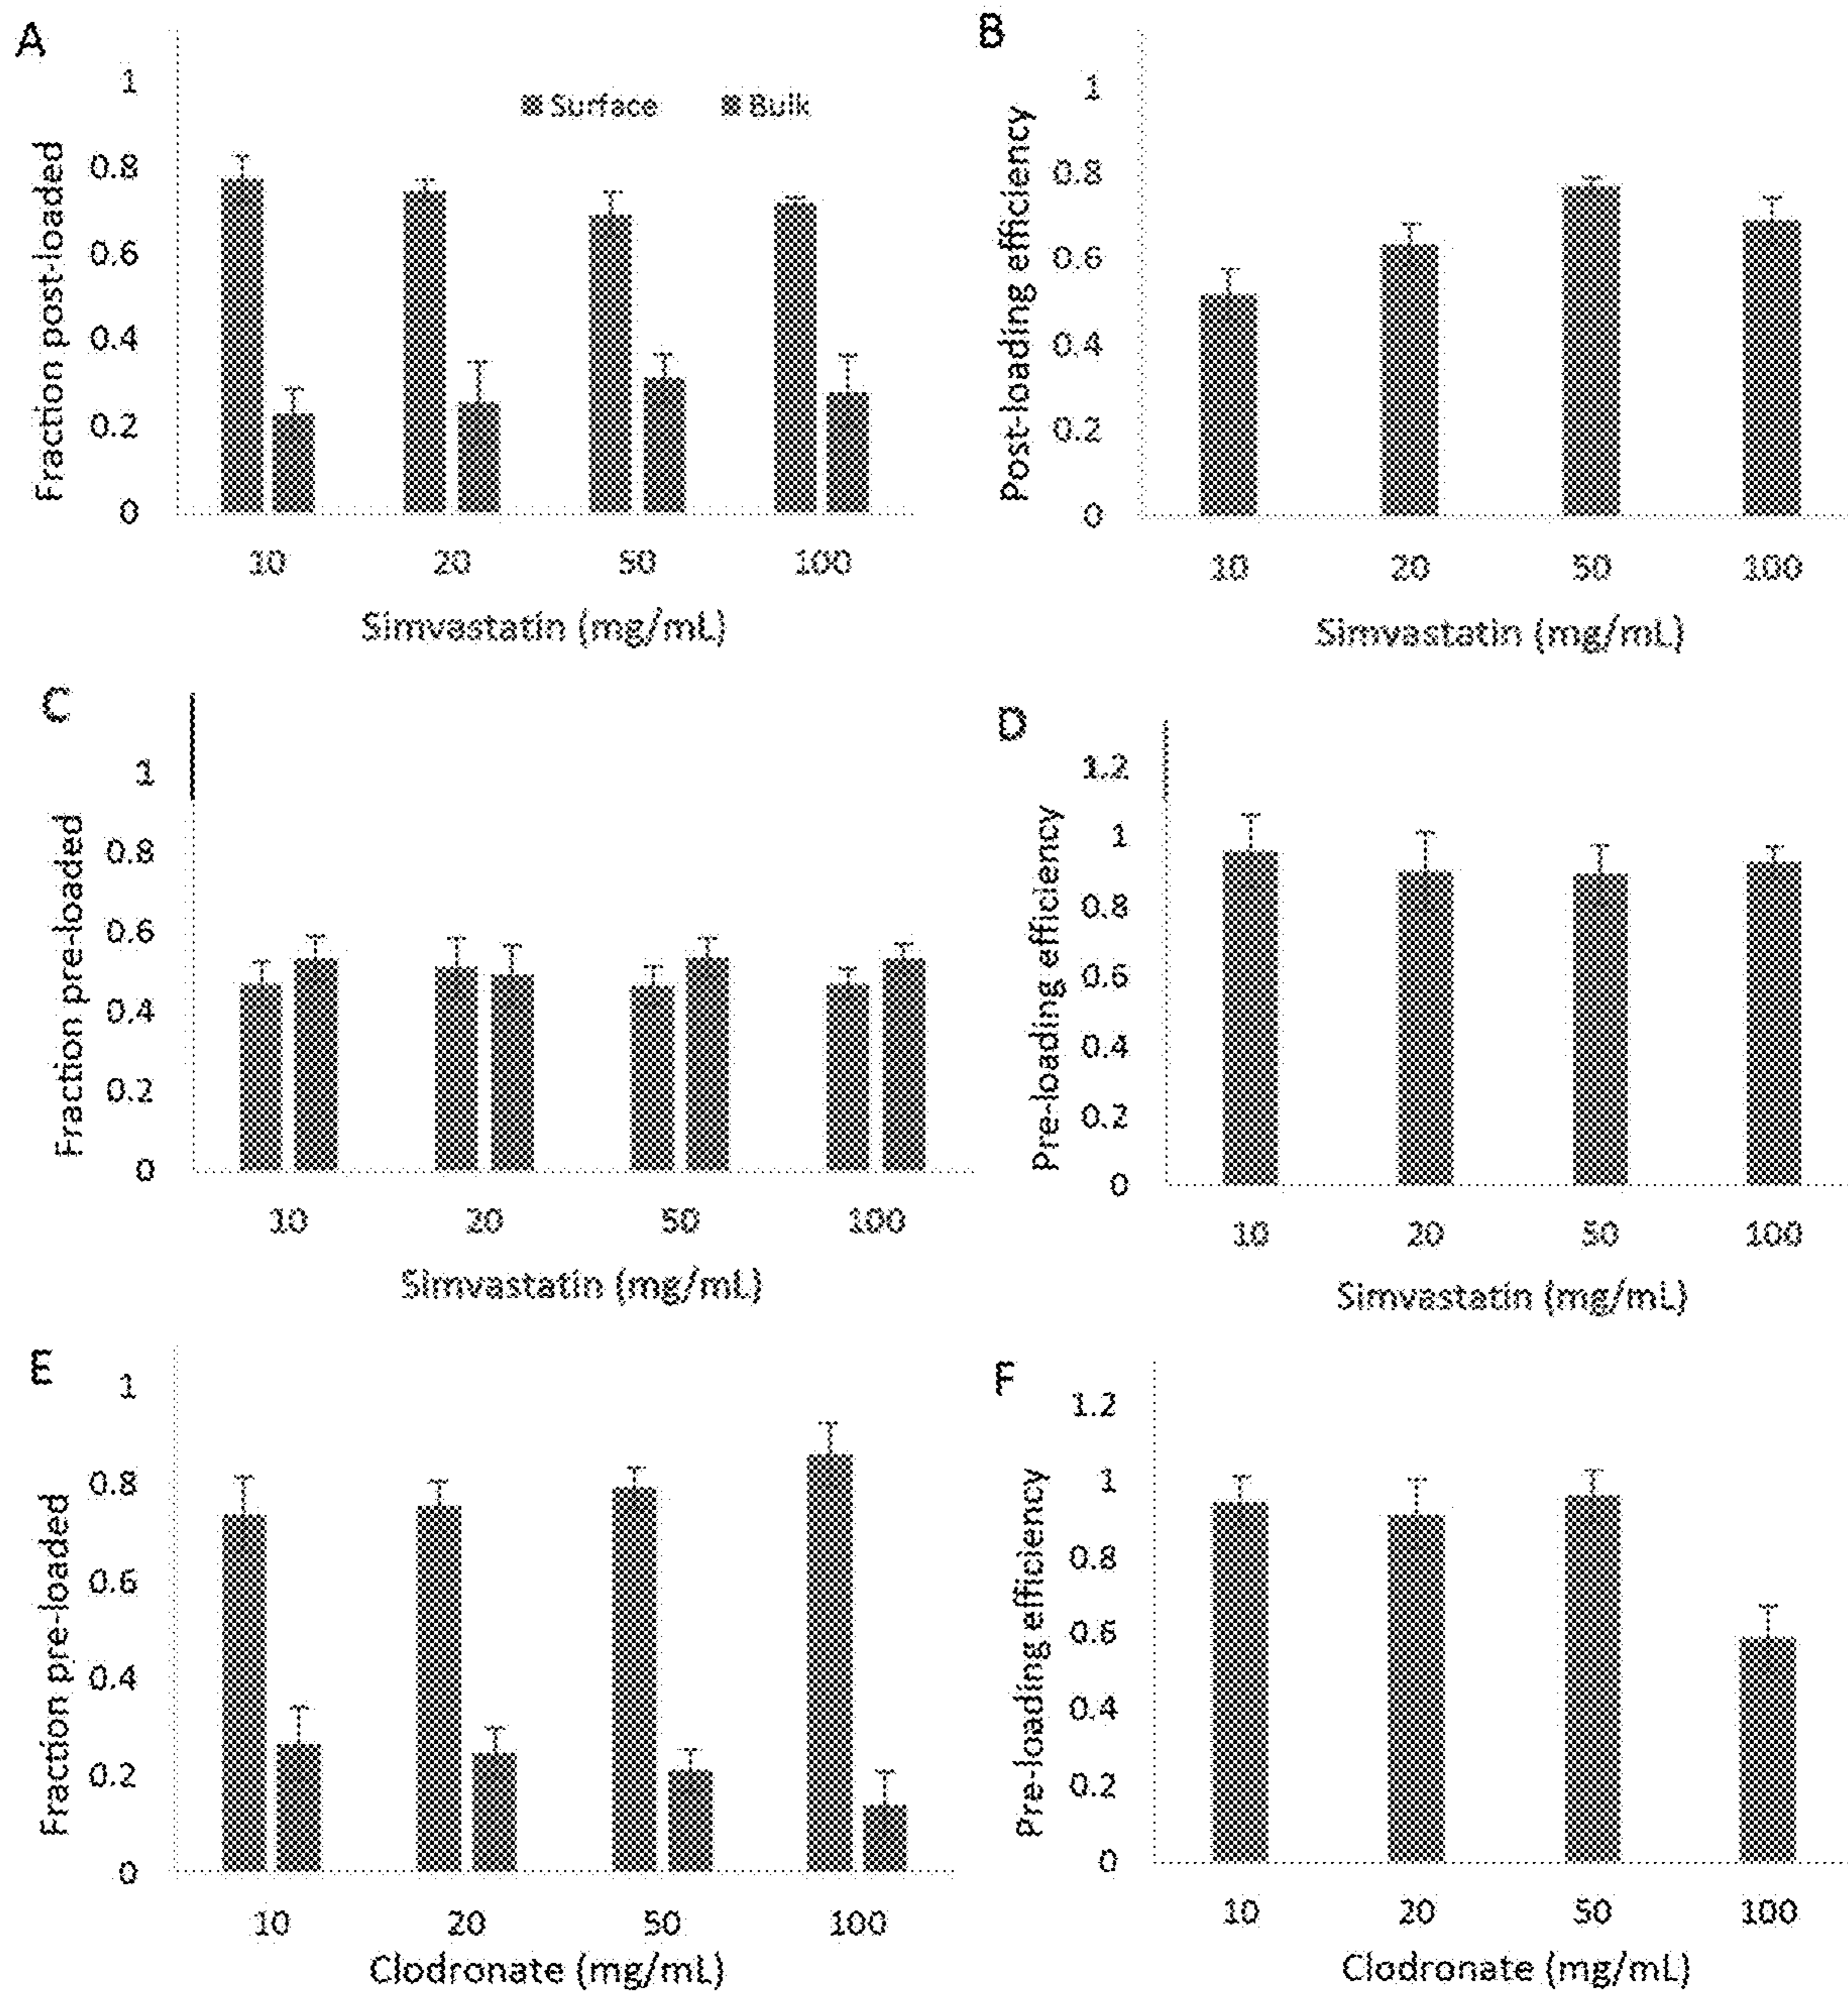 A
Fraction post-loaded
1
0.8
0.6
0.4
0.2
0
Surface Bulk
10 20 50 100
Simvastatin (mg/mL)
B
Post-loading efficiency
1
0.8
0.6
0.4
0.2
0
10 20 50 100
Simvastatin (mg/mL)
C
Fraction pre-loaded
1
0.8
0.6
0.4
0.2
0
10 20 50 100
Simvastatin (mg/mL)
D
Pre-loading efficiency
1.2
1
0.8
0.6
0.4
0.2
0
10 20 50 100
Simvastatin (mg/mL)
E
Fraction pre-loaded
1
0.8
0.6
0.4
0.2
0
10 20 50 100
Clodronate (mg/mL)
F
Pre-loading efficiency
1.2
1
0.8
0.6
0.4
0.2
0
10 20 50 100
Clodronate (mg/mL)